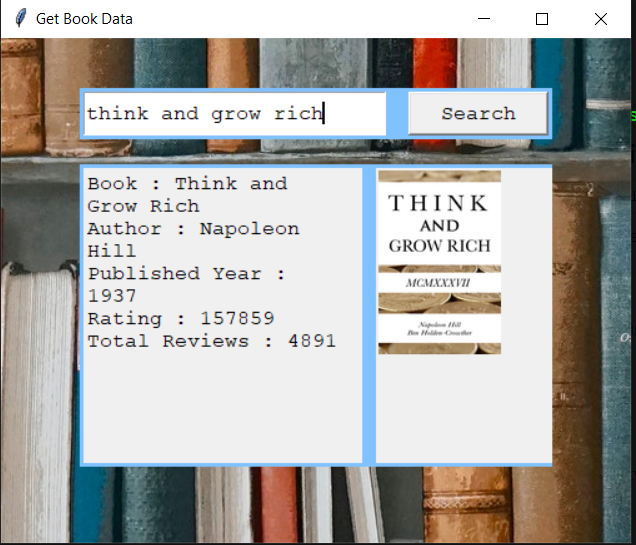 Get Book Data
think and grow rich
Search
Book : Think and
Grow Rich
Author : Napoleon
Hill
Published Year :
1937
Rating : 157859
Total Reviews : 4891
THINK
AND
GROW RICH
MCMXXXVII
Napoleon Hill
Ben Holden-Crowther